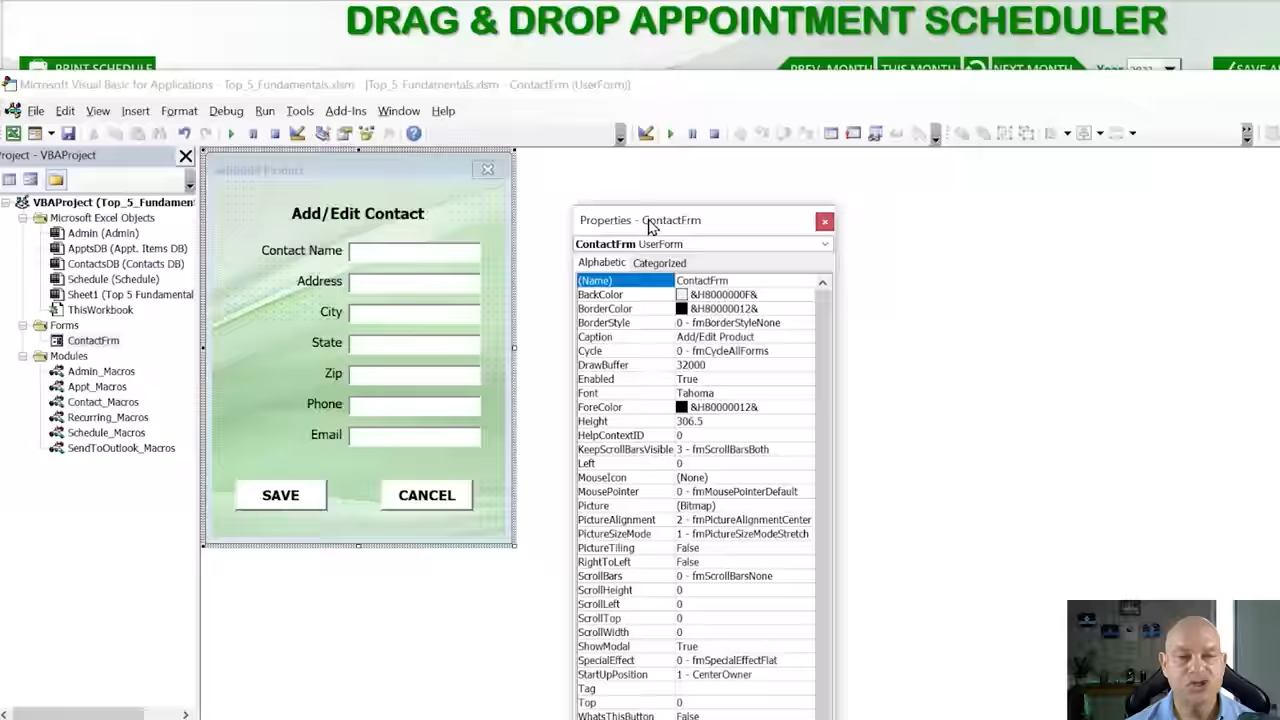 DRAG & DROP APPOINTMENT SCHEDULER
PRINT SCHEDULE
PREV. MONTH
THIS MONTH
NEXT MONTH
Year
Microsoft Visual Basic for Applications - Top_5_Fundamentals.xlsm - [Top_5_Fundamentals.xlsm - ContactFrm (UserForm)]
File Edit View Insert Format Debug Run Tools Add-Ins Window Help
Project - VBAProject
VBAProject (Top_5_Fundamen
Microsoft Excel Objects
Admin (Admin)
ApptsDB (Appt. Items DB)
ContactsDB (Contacts DB)
Schedule (Schedule)
Sheet1 (Top 5 Fundamental
ThisWorkbook
Forms
ContactFrm
Modules
Admin_Macros
Appt_Macros
Contact_Macros
Recurring_Macros
Schedule_Macros
SendToOutlook_Macros
Add/Edit Product
Add/Edit Contact
Contact Name
Address
City
State
Zip
Phone
Email
SAVE
CANCEL
Properties - ContactFrm
ContactFrm UserForm
Alphabetic Categorized
(Name) ContactFrm
BackColor &H8000000F&
BorderColor &H80000012&
BorderStyle 0 - fmBorderStyleNone
Caption Add/Edit Product
Cycle 0 - fmCycleAllForms
DrawBuffer 32000
Enabled True
Font Tahoma
ForeColor &H80000012&
Height 306.5
HelpContextID 0
KeepScrollBarsVisible 3 - fmScrollBarsBoth
Left 0
MouseIcon (None)
MousePointer 0 - fmMousePointerDefault
Picture (Bitmap)
PictureAlignment 2 - fmPictureAlignmentCenter
PictureSizeMode 1 - fmPictureSizeModeStretch
PictureTiling False
RightToLeft False
ScrollBars 0 - fmScrollBarsNone
ScrollHeight 0
ScrollLeft 0
ScrollTop 0
ScrollWidth 0
ShowModal True
SpecialEffect 0 - fmSpecialEffectFlat
StartUpPosition 1 - CenterOwner
Tag
Top 0
WhatsThisButton False